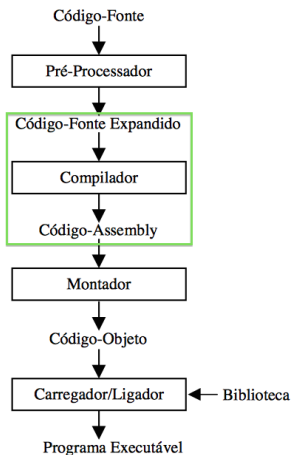 Código-Fonte
Pré-Processador
Código-Fonte Expandido
Compilador
Código-Assembly
Montador
Código-Objeto
Carregador/Ligador
Biblioteca
Programa Executável